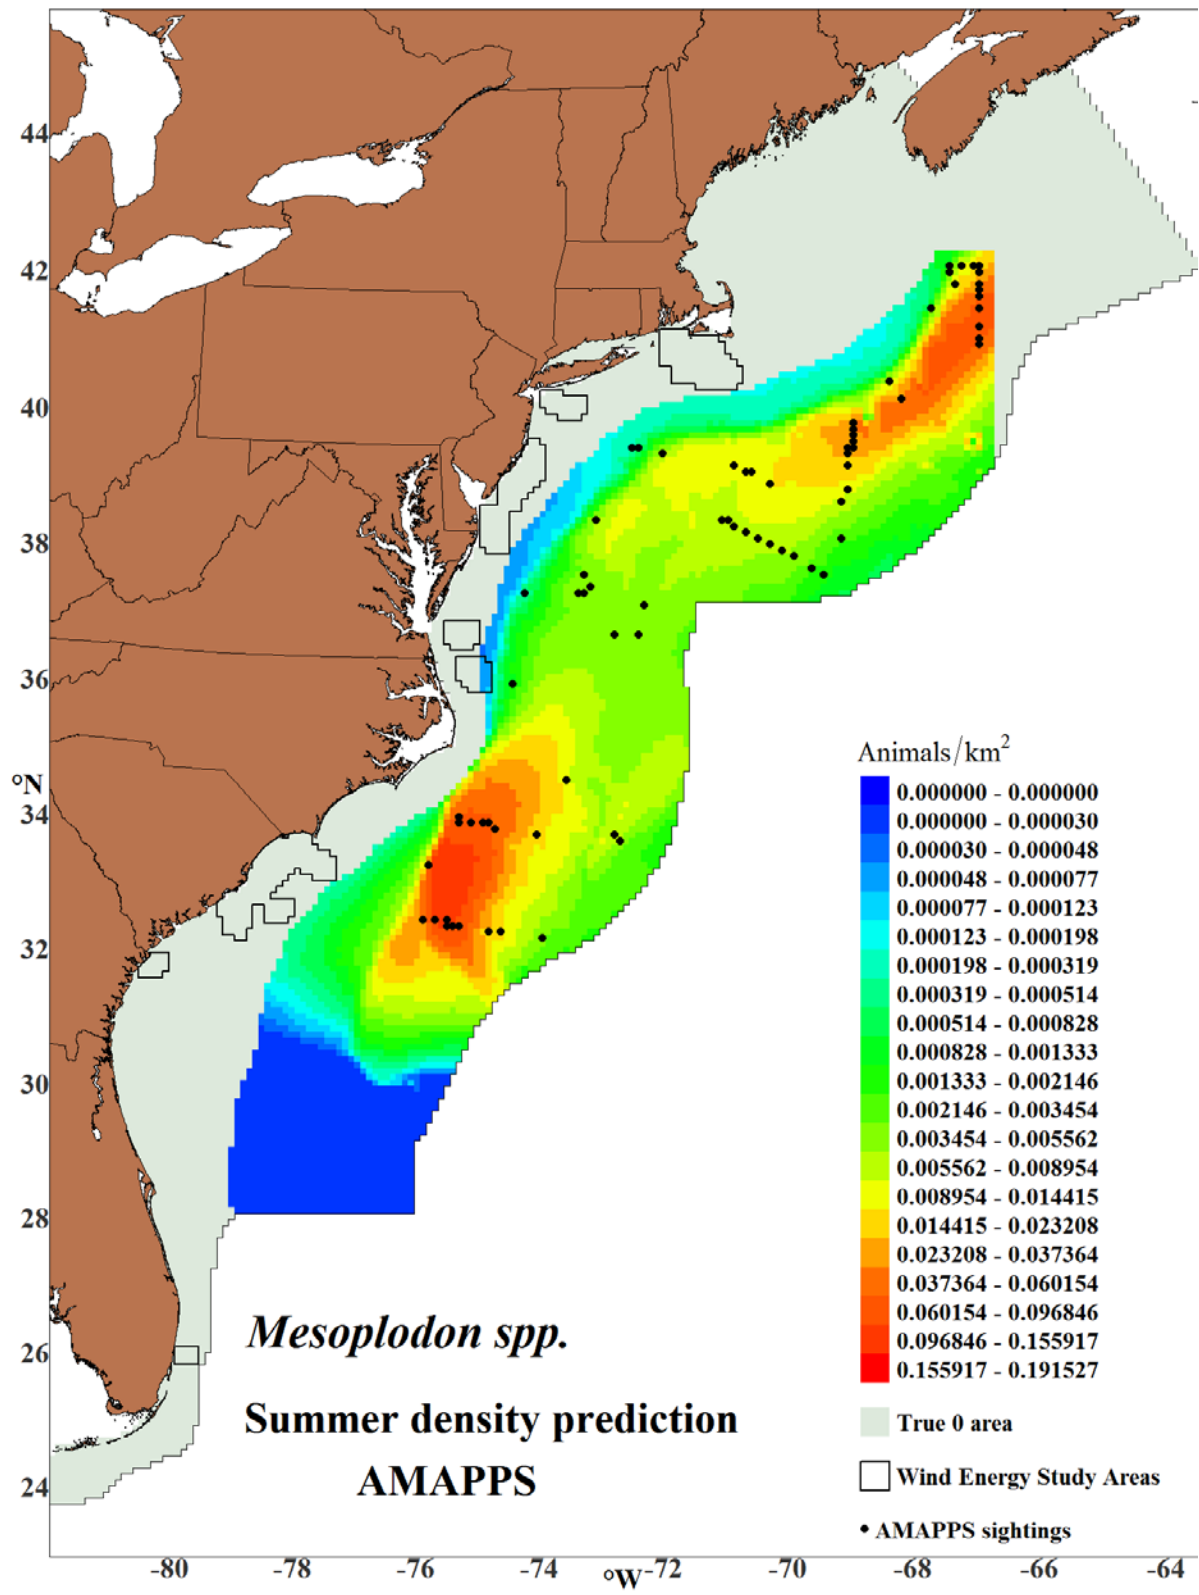 44
42
40
38
36
°N
34
32
30
28
26
24
Animals/km²
0.000000 - 0.000000
0.000000 - 0.000030
0.000030 - 0.000048
0.000048 - 0.000077
0.000077 - 0.000123
0.000123 - 0.000198
0.000198 - 0.000319
0.000319 - 0.000514
0.000514 - 0.000828
0.000828 - 0.001333
0.001333 - 0.002146
0.002146 - 0.003454
0.003454 - 0.005562
0.005562 - 0.008954
0.008954 - 0.014415
0.014415 - 0.023208
0.023208 - 0.037364
0.037364 - 0.060154
0.060154 - 0.096846
0.096846 - 0.155917
0.155917 - 0.191527
True 0 area
Wind Energy Study Areas
AMAPPS sightings
Mesoplodon spp.
Summer density prediction
AMAPPS
-80 -78 -76 -74 °W -72 -70 -68 -66 -64